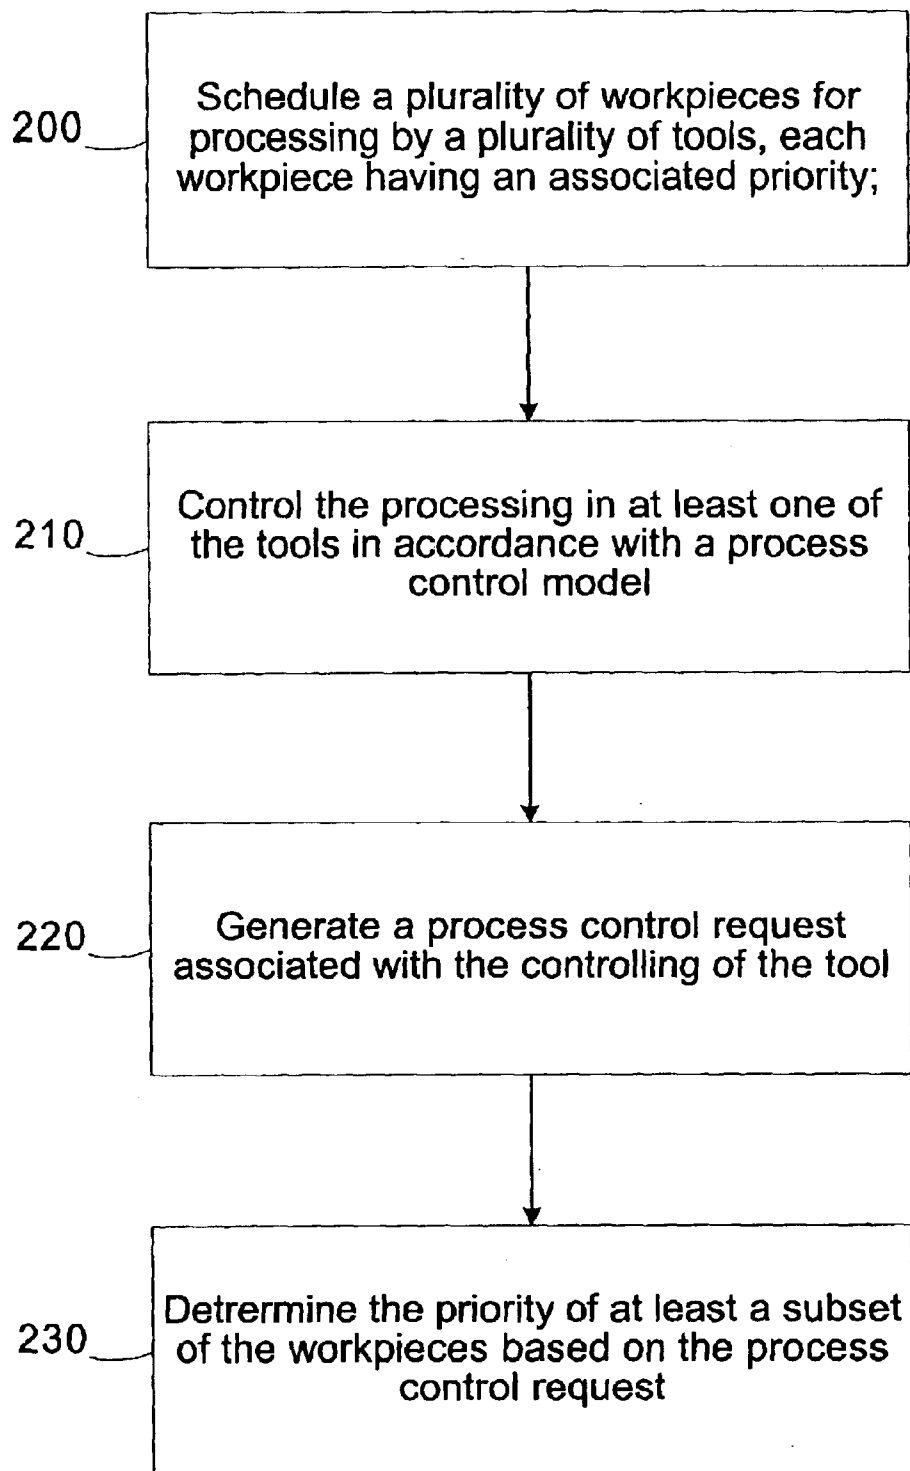 200
Schedule a plurality of workpieces for
processing by a plurality of tools, each
workpiece having an associated priority;
210
Control the processing in at least one of
the tools in accordance with a process
control model
220
Generate a process control request
associated with the controlling of the tool
230
Detrermine the priority of at least a subset
of the workpieces based on the process
control request